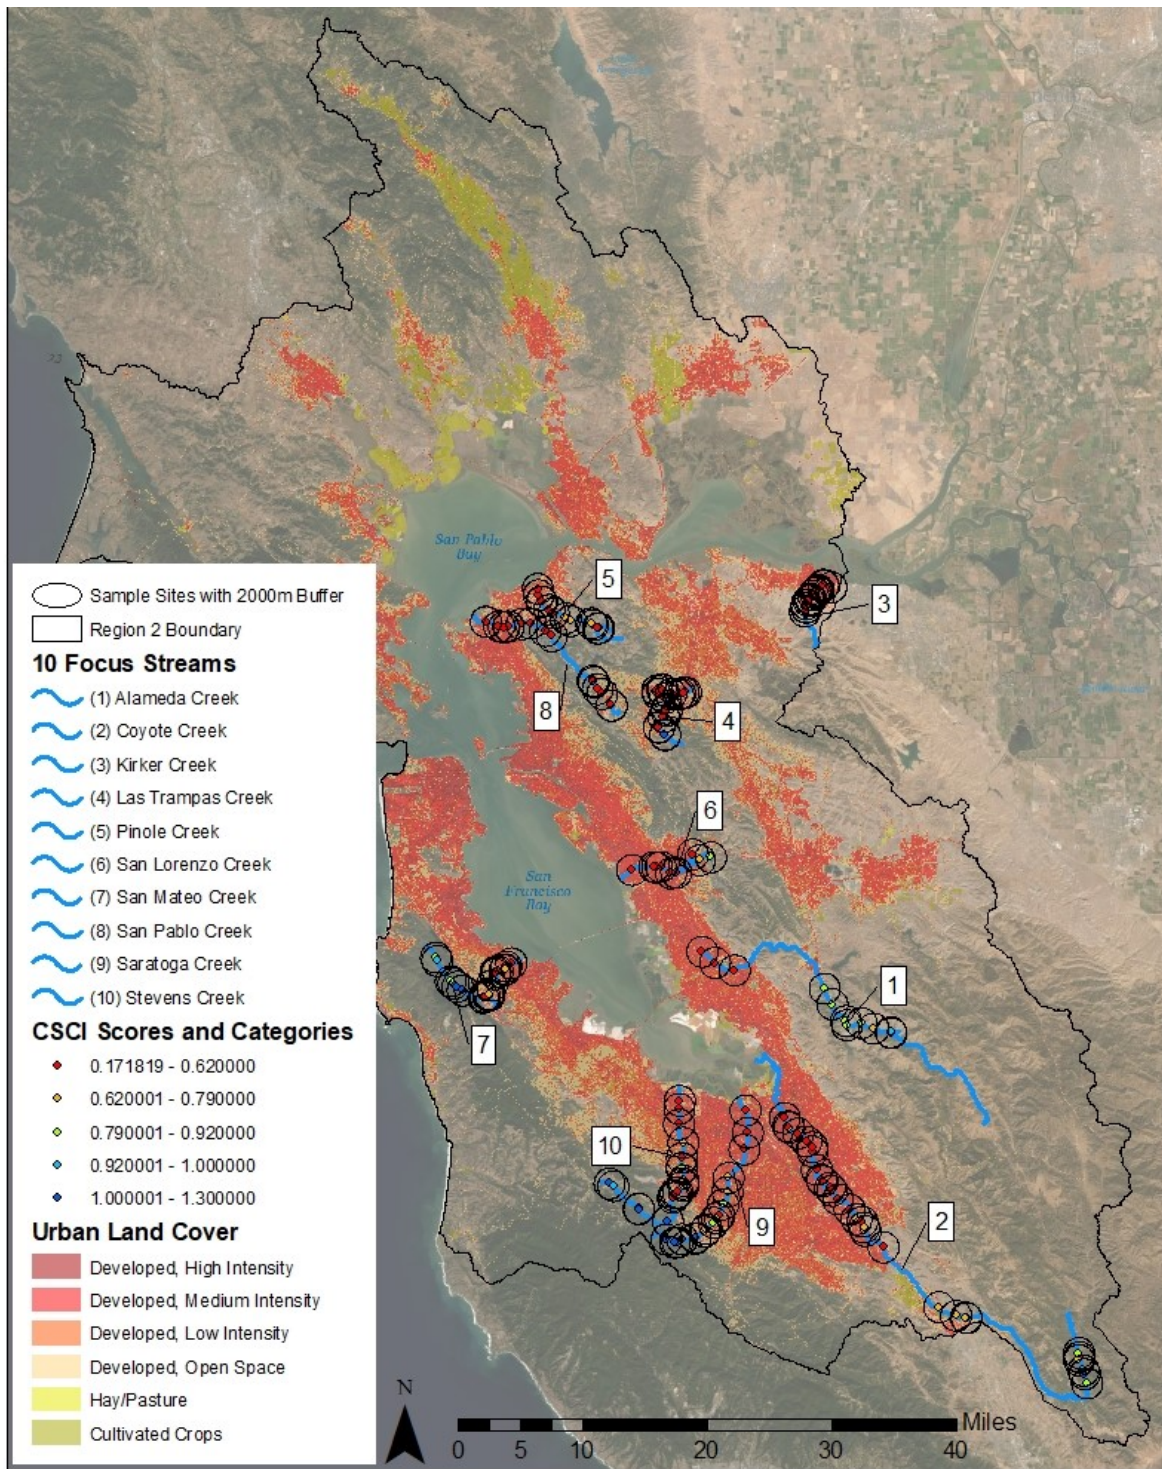 San Pablo
Bay
5
3
8
4
6
San
Francisco
Bay
1
7
10
9
2
Sample Sites with 2000m Buffer
Region 2 Boundary
10 Focus Streams
(1) Alameda Creek
(2) Coyote Creek
(3) Kirker Creek
(4) Las Trampas Creek
(5) Pinole Creek
(6) San Lorenzo Creek
(7) San Mateo Creek
(8) San Pablo Creek
(9) Saratoga Creek
(10) Stevens Creek
CSCI Scores and Categories
0.171819 - 0.620000
0.620001 - 0.790000
0.790001 - 0.920000
0.920001 - 1.000000
1.000001 - 1.300000
Urban Land Cover
Developed, High Intensity
Developed, Medium Intensity
Developed, Low Intensity
Developed, Open Space
Hay/Pasture
Cultivated Crops
N
Miles
0 5 10 20 30 40